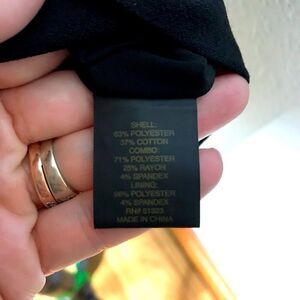 SHELL:
63% POLYESTER
37% COTTON
COMBO:
71% POLYESTER
25% RAYON
4% SPANDEX
LINING:
96% POLYESTER
4% SPANDEX
RN# 51323
MADE IN CHINA